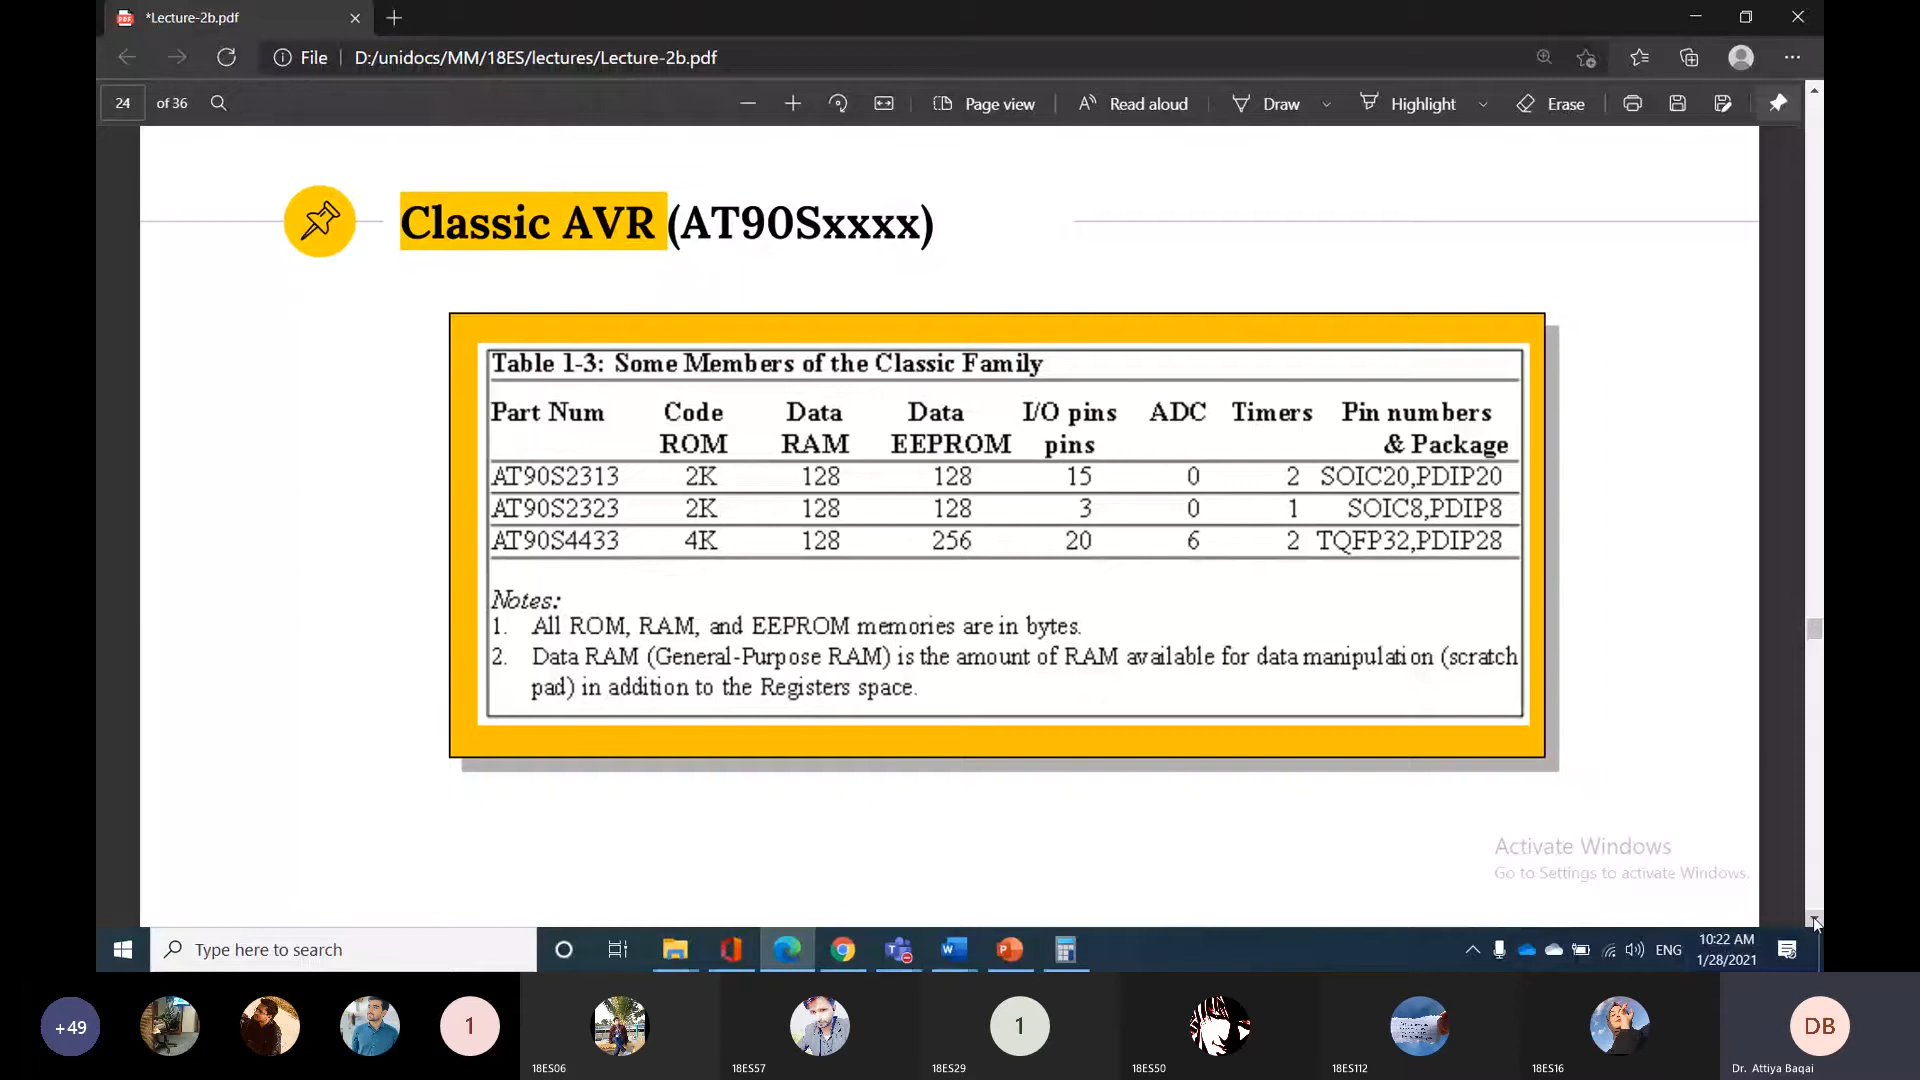 *Lecture-2b.pdf
File
D:/unidocs/MM/18ES/lectures/Lecture-2b.pdf
24 of 36
Page view
Read aloud
Draw
Highlight
Erase
Classic AVR (AT90Sxxxx)
Table 1-3: Some Members of the Classic Family
Part Num Code Data Data I/O pins ADC Timers Pin numbers
ROM RAM EEPROM pins & Package
AT90S2313 2K 128 128 15 0 2 SOIC20,PDIP20
AT90S2323 2K 128 128 3 0 1 SOIC8,PDIP8
AT90S4433 4K 128 256 20 6 2 TQFP32,PDIP28
Notes:
1. All ROM, RAM, and EEPROM memories are in bytes.
2. Data RAM (General-Purpose RAM) is the amount of RAM available for data manipulation (scratch
pad) in addition to the Registers space.
Activate Windows
Go to Settings to activate Windows.
Type here to search
ENG
10:22 AM
1/28/2021
+49
1
1
DB
18ES06
18ES57
18ES29
18ES50
18ES112
18ES16
Dr. Attiya Baqai